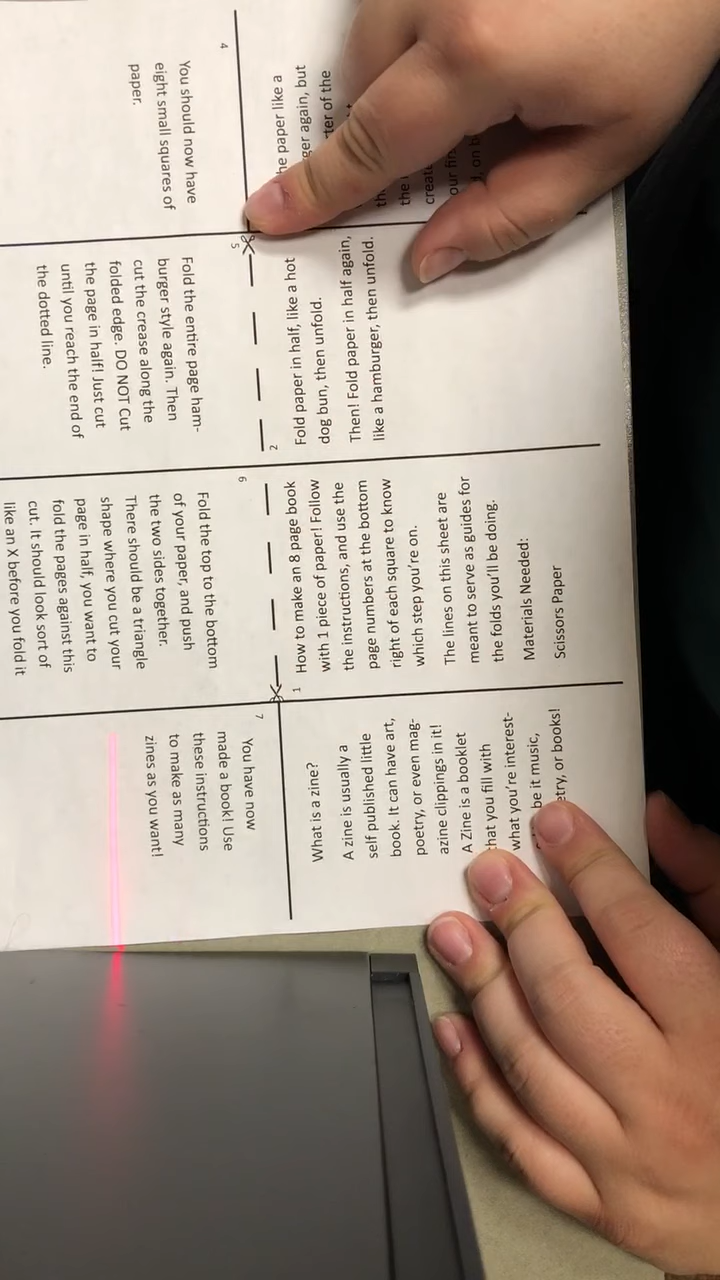 What is a zine?
A zine is usually a
self published little
book. It can have art,
poetry, or even mag-
azine clippings in it!
A Zine is a booklet
that you fill with
what you're interest-
be it music,
etry, or books!
1
How to make an 8 page book
with 1 piece of paper! Follow
the instructions, and use the
page numbers at the bottom
right of each square to know
which step you're on.
The lines on this sheet are
meant to serve as guides for
the folds you'll be doing.
Materials Needed:
Scissors Paper
2
Fold paper in half, like a hot
dog bun, then unfold.
Then! Fold paper in half again,
like a hamburger, then unfold.
he paper like a
ger again, but
ter of the
th
the
creat
our fir
, on b
4
You should now have
eight small squares of
paper.
5
Fold the entire page ham-
burger style again. Then
cut the crease along the
folded edge. DO NOT Cut
the page in half! Just cut
until you reach the end of
the dotted line.
6
Fold the top to the bottom
of your paper, and push
the two sides together.
There should be a triangle
shape where you cut your
page in half, you want to
fold the pages against this
cut. It should look sort of
like an X before you fold it
7
You have now
made a book! Use
these instructions
to make as many
zines as you want!